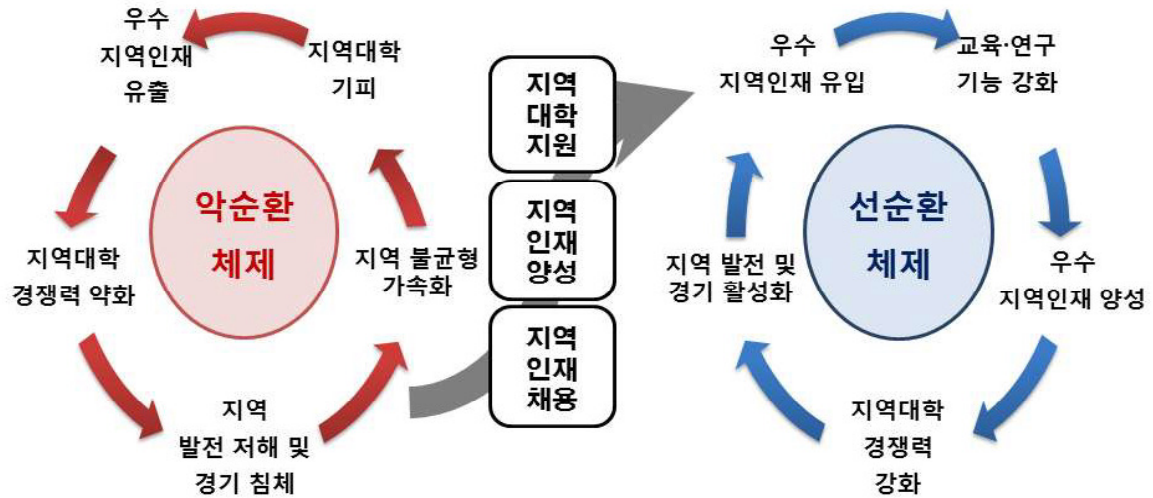 우수
지역인재
유출
지역대학
기피
악순환
체제
지역대학
경쟁력 약화
지역 불균형
가속화
지역
발전 저해 및
경기 침체
지역
대학
지원
지역
인재
양성
지역
인재
채용
우수
지역인재 유입
교육·연구
기능 강화
선순환
체제
지역 발전 및
경기 활성화
우수
지역인재 양성
지역대학
경쟁력
강화